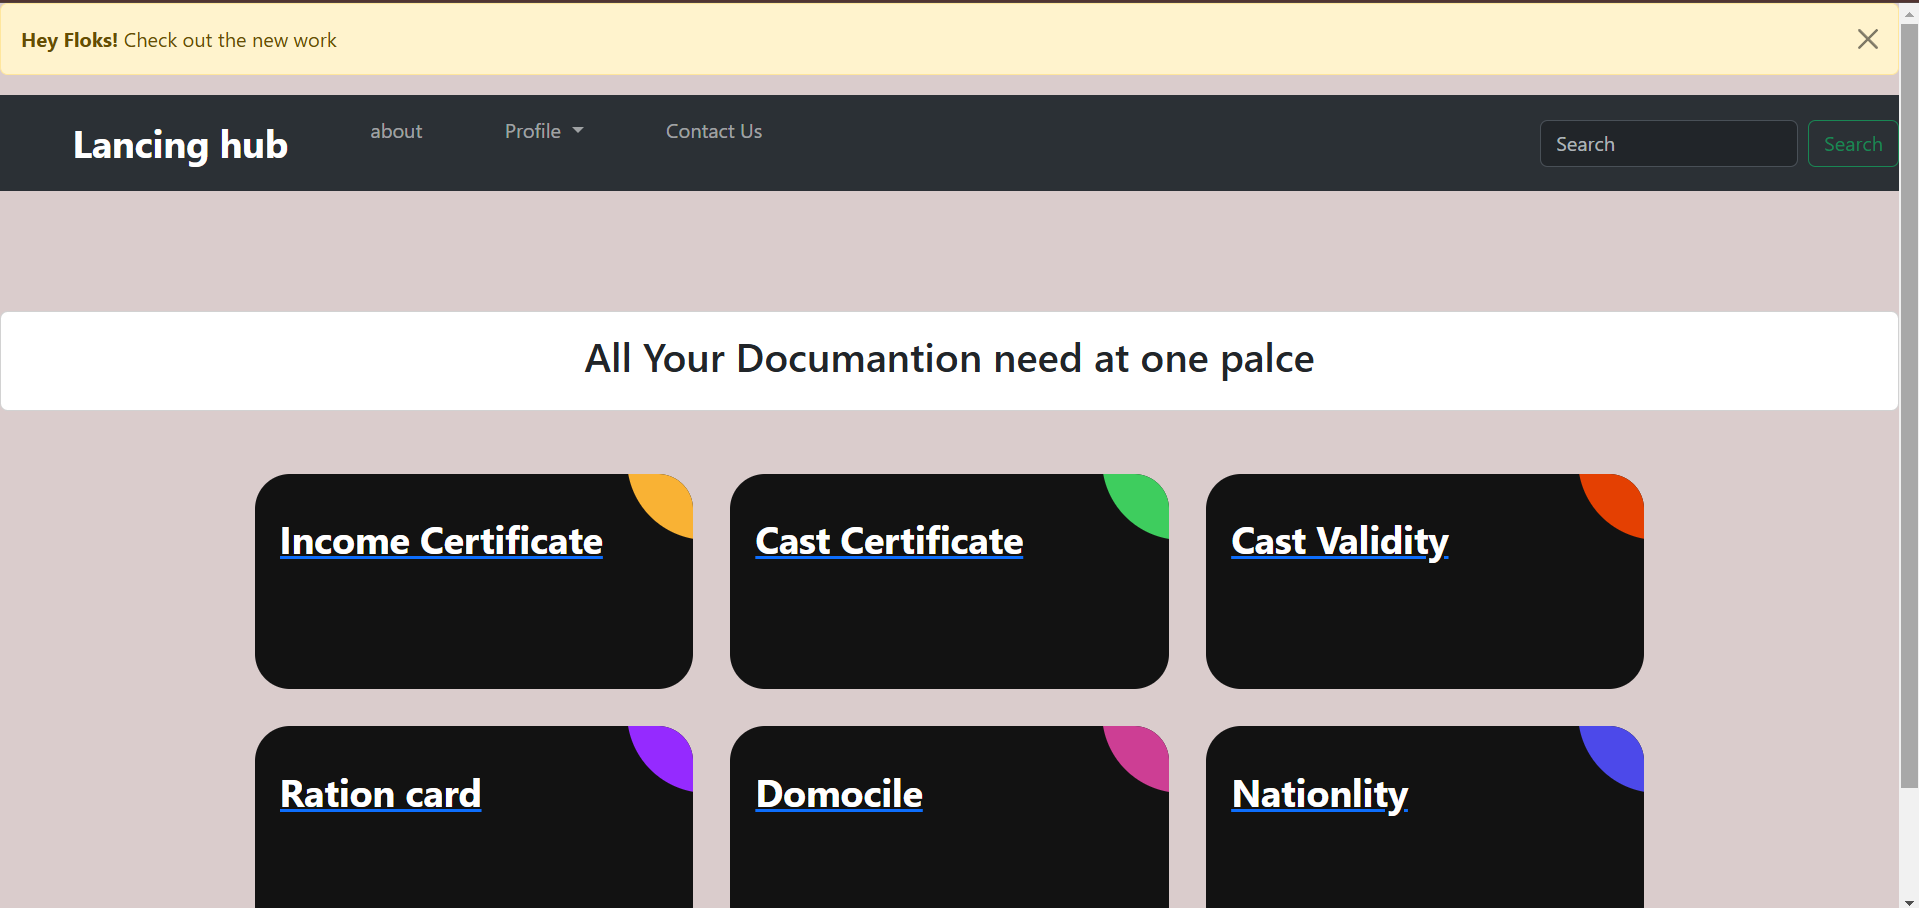 Hey Floks! Check out the new work
Lancing hub about Profile Contact Us Search Search
All Your Documantion need at one palce
Income Certificate Cast Certificate Cast Validity
Ration card Domocile Nationlity